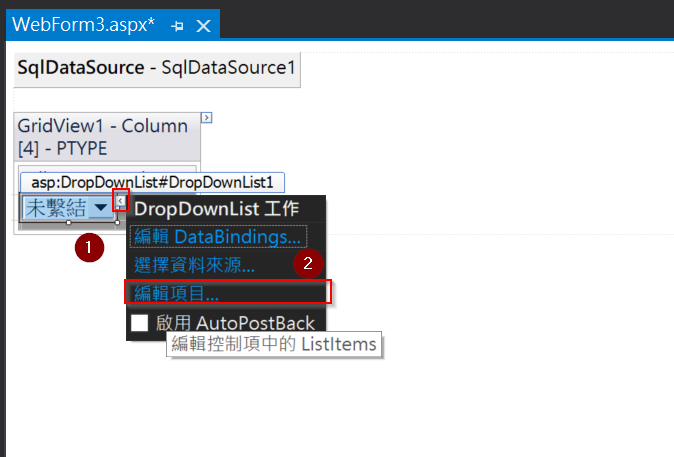 WebForm3.aspx*
SqlDataSource - SqlDataSource1
GridView1 - Column
[4] - PTYPE
asp:DropDownList#DropDownList1
未繫結
DropDownList 工作
編輯 DataBindings...
選擇資料來源...
編輯項目...
啟用 AutoPostBack
編輯控制項中的 ListItems
1
2